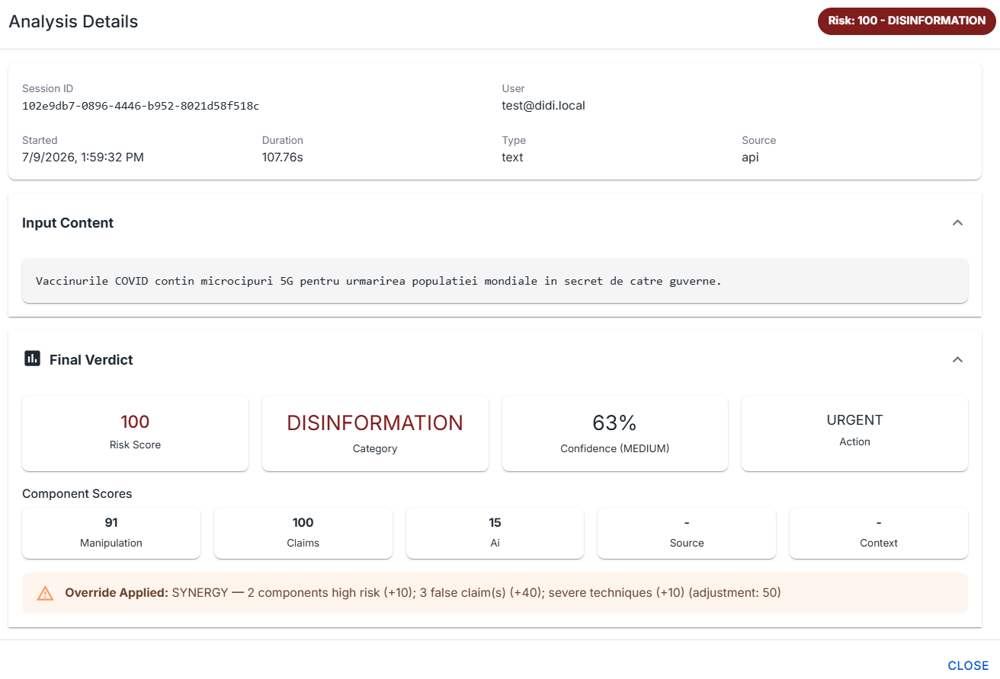 Analysis Details
Risk: 100 - DISINFORMATION
Session ID
102e9db7-0896-4446-b952-8021d58f518c
User
test@didi.local
Started
7/9/2026, 1:59:32 PM
Duration
107.76s
Type
text
Source
api
Input Content
Vaccinurile COVID contin microcipuri 5G pentru urmarirea populatiei mondiale in secret de catre guverne.
Final Verdict
100
Risk Score
DISINFORMATION
Category
63%
Confidence (MEDIUM)
URGENT
Action
Component Scores
91
Manipulation
100
Claims
15
Ai
-
Source
-
Context
Override Applied: SYNERGY — 2 components high risk (+10); 3 false claim(s) (+40); severe techniques (+10) (adjustment: 50)
CLOSE